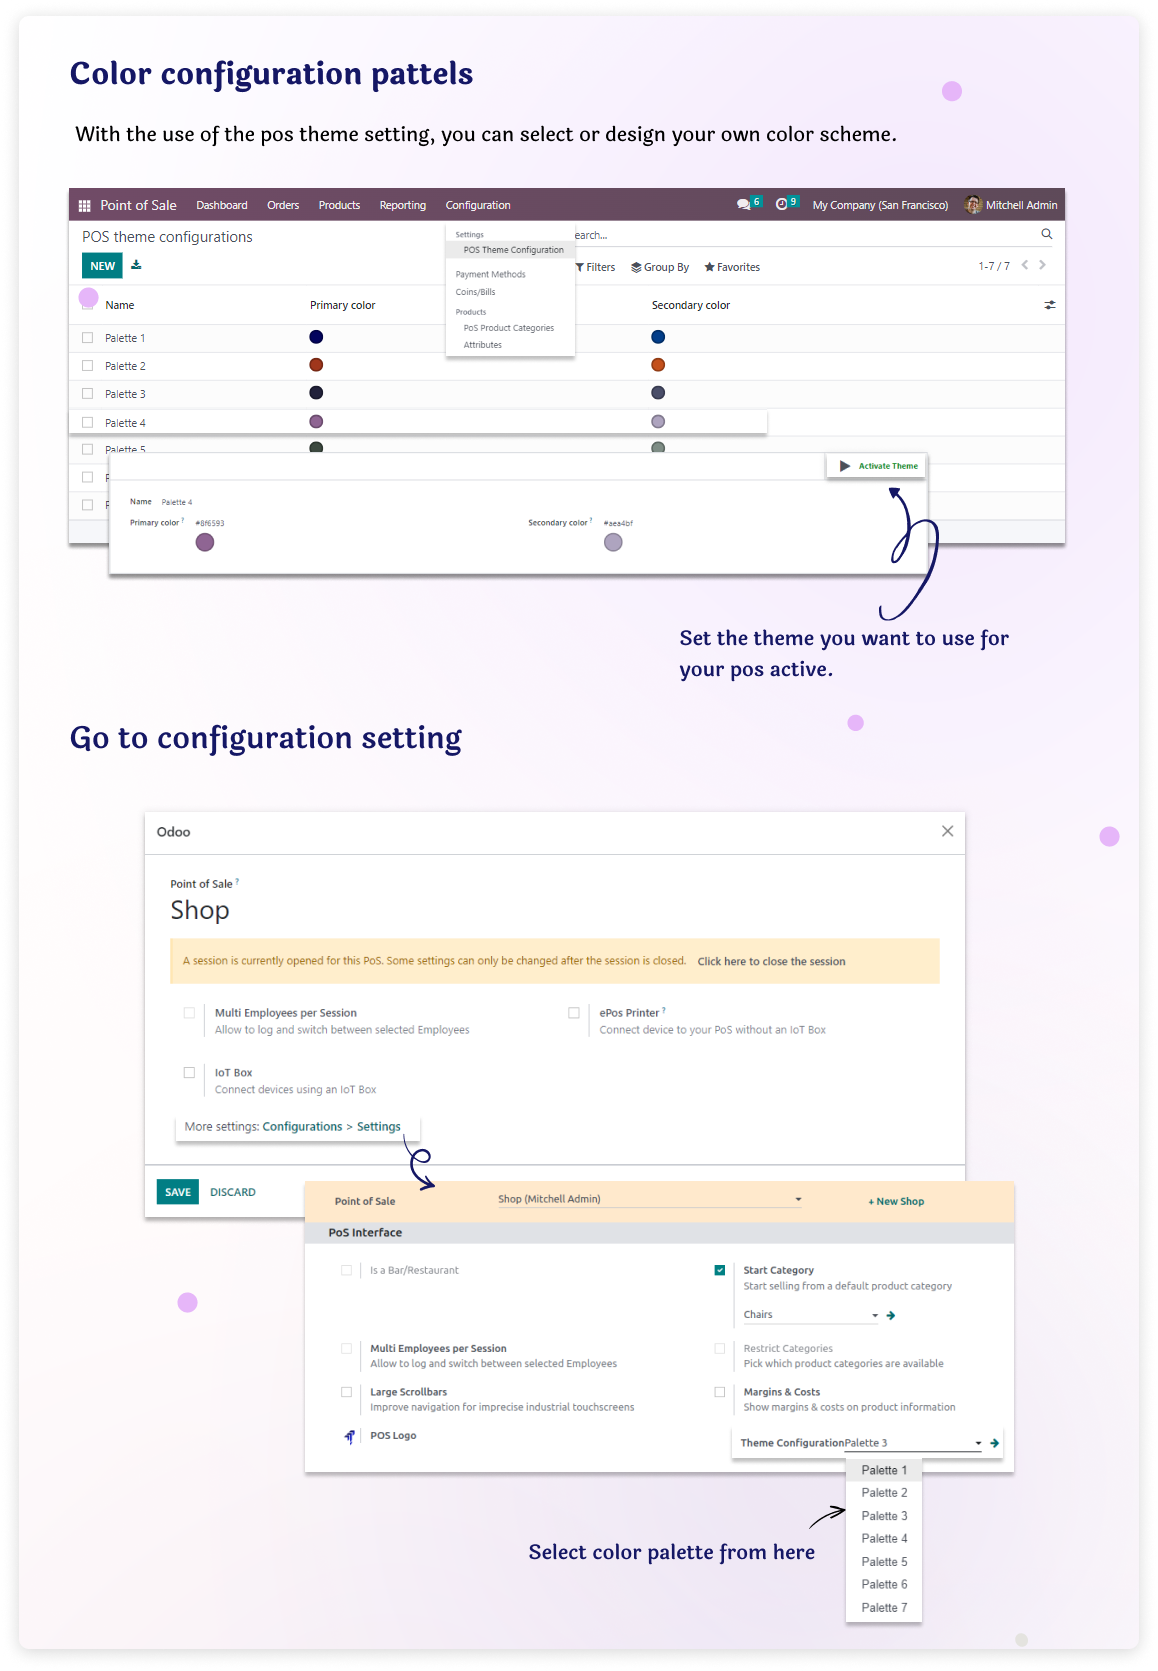 Color configuration pattels
With the use of the pos theme setting, you can select or design your own color scheme.
Point of Sale Dashboard Orders Products Reporting Configuration 6 9 My Company (San Francisco) Mitchell Admin
POS theme configurations
earch...
NEW
Filters Group By Favorites
1-7 / 7
Settings
POS Theme Configuration
Payment Methods
Coins/Bills
Products
PoS Product Categories
Attributes
Name Primary color Secondary color
Palette 1
Palette 2
Palette 3
Palette 4
Palette 5
Activate Theme
Name Palette 4
Primary color ? #8f6593
Secondary color ? #aea4bf
Set the theme you want to use for
your pos active.
Go to configuration setting
Odoo
Point of Sale ?
Shop
A session is currently opened for this PoS. Some settings can only be changed after the session is closed. Click here to close the session
Multi Employees per Session
Allow to log and switch between selected Employees
ePos Printer ?
Connect device to your PoS without an IoT Box
IoT Box
Connect devices using an IoT Box
More settings: Configurations > Settings
SAVE DISCARD
Point of Sale Shop (Mitchell Admin) + New Shop
PoS Interface
Is a Bar/Restaurant
Start Category
Start selling from a default product category
Chairs
Multi Employees per Session
Allow to log and switch between selected Employees
Restrict Categories
Pick which product categories are available
Large Scrollbars
Improve navigation for imprecise industrial touchscreens
Margins & Costs
Show margins & costs on product information
POS Logo
Theme Configuration Palette 3
Palette 1
Palette 2
Palette 3
Palette 4
Palette 5
Palette 6
Palette 7
Select color palette from here